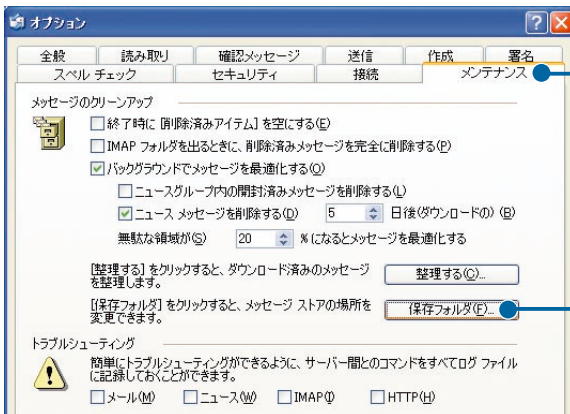 オプション
全般 読み取り 確認メッセージ 送信 作成 署名
スペル チェック セキュリティ 接続 メンテナンス
メッセージのクリーンアップ
終了時に [削除済みアイテム] を空にする(E)
IMAP フォルダを出るときに、削除済みメッセージを完全に削除する(P)
バックグラウンドでメッセージを最適化する(O)
ニュースグループ内の開封済みメッセージを削除する(L)
ニュース メッセージを削除する(D) 5 日後(ダウンロードの) (B)
無駄な領域が(S) 20 %になるとメッセージを最適化する
[整理する] をクリックすると、ダウンロード済みのメッセージ
を整理します。
整理する(C)...
[保存フォルダ] をクリックすると、メッセージ ストアの場所を
変更できます。
保存フォルダ(F)...
トラブルシューティング
簡単にトラブルシューティングができるように、サーバー間とのコマンドをすべてログ ファイル
に記録しておくことができます。
メール(M) ニュース(W) IMAP(I) HTTP(H)